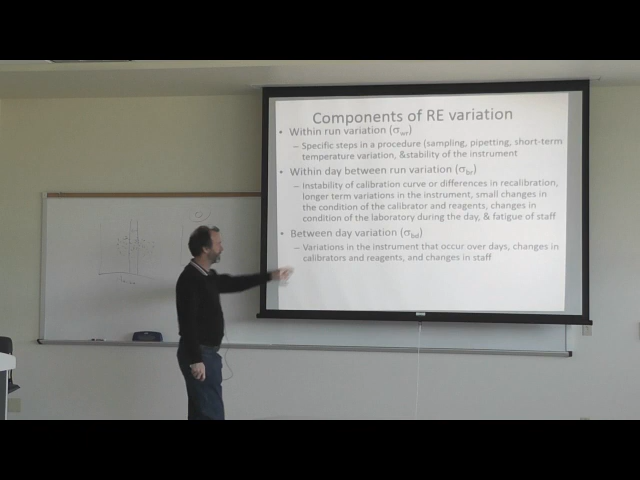 Components of RE variation
• Within run variation (σwr)
– Specific steps in a procedure (sampling, pipetting, short-term
temperature variation, &stability of the instrument
• Within day between run variation (σbr)
– Instability of calibration curve or differences in recalibration,
longer term variations in the instrument, small changes in
the condition of the calibrator and reagents, changes in
condition of the laboratory during the day, & fatigue of staff
• Between day variation (σbd)
– Variations in the instrument that occur over days, changes in
calibrators and reagents, and changes in staff